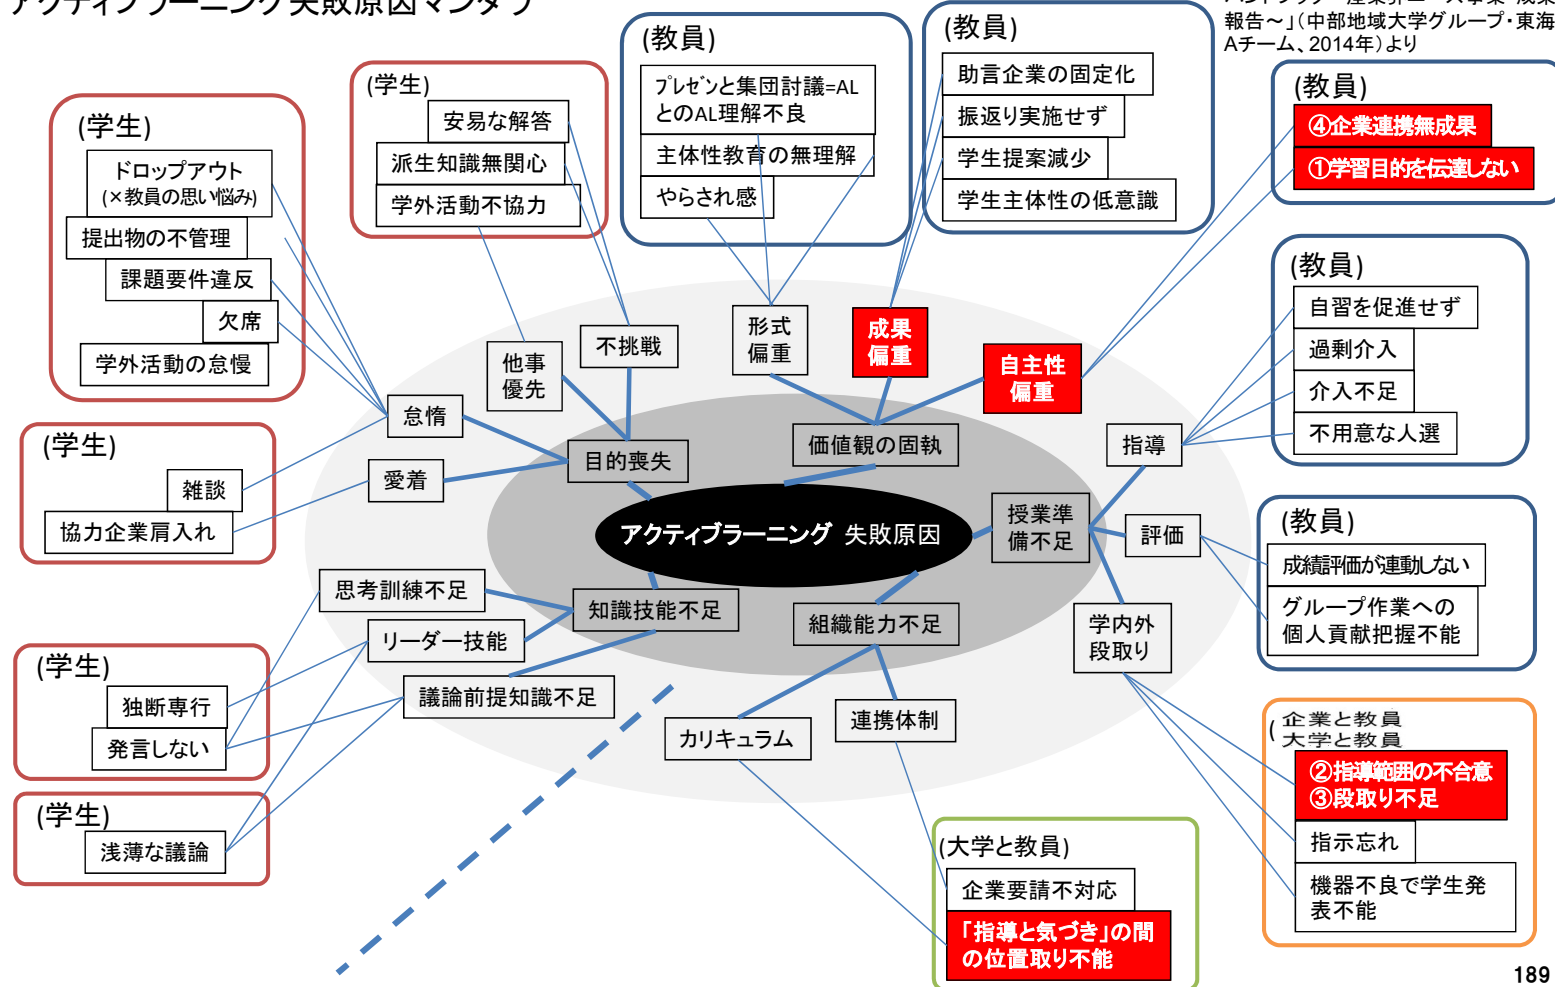 アクティブラーニング失敗原因マンダラ
報告~」(中部地域大学グループ・東海
Aチーム、2014年)より
(学生)
ドロップアウト
(×教員の思い悩み)
提出物の不管理
課題要件違反
欠席
学外活動の怠慢
(学生)
安易な解答
派生知識無関心
学外活動不協力
(教員)
プレゼンと集団討議=AL
とのAL理解不良
主体性教育の無理解
やらされ感
(教員)
助言企業の固定化
振返り実施せず
学生提案減少
学生主体性の低意識
(教員)
④企業連携無成果
①学習目的を伝達しない
(教員)
自習を促進せず
過剰介入
介入不足
不用意な人選
他事
優先
不挑戦
形式
偏重
成果
偏重
自主性
偏重
怠惰
愛着
目的喪失
価値観の固執
指導
(学生)
雑談
協力企業肩入れ
アクティブラーニング 失敗原因
授業準
備不足
評価
(教員)
成績評価が連動しない
グループ作業への
個人貢献把握不能
思考訓練不足
リーダー技能
議論前提知識不足
知識技能不足
組織能力不足
学内外
段取り
(学生)
独断専行
発言しない
カリキュラム
連携体制
(学生)
浅薄な議論
(企業と教員
大学と教員
②指導範囲の不合意
③段取り不足
指示忘れ
機器不良で学生発
表不能
(大学と教員)
企業要請不対応
「指導と気づき」の間
の位置取り不能
189